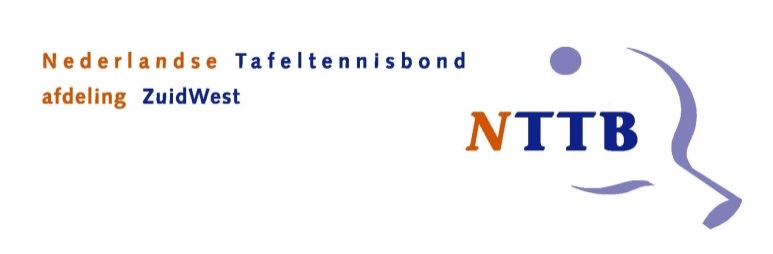 Nederlandse Tafeltennisbond
afdeling ZuidWest
NTTB